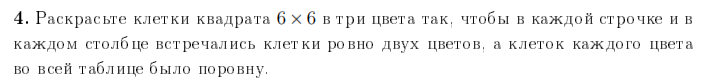 4. Раскрасьте клетки квадрата 6 × 6 в три цвета так, чтобы в каждой строчке и в
каждом столбце встречались клетки ровно двух цветов, а клеток каждого цвета
во всей таблице было поровну.